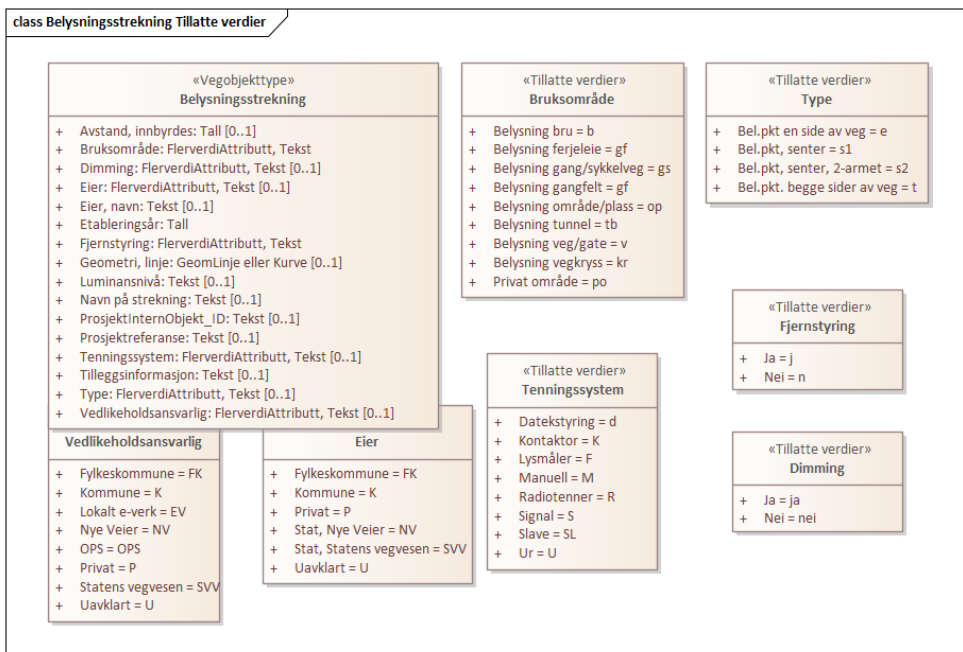 class Belysningsstrekning Tillatte verdier
«Vegobjekttype»
Belysningsstrekning
+ Avstand, innbyrdes: Tall [0..1]
+ Bruksområde: FlerverdiAttributt, Tekst
+ Dimming: FlerverdiAttributt, Tekst [0..1]
+ Eier: FlerverdiAttributt, Tekst [0..1]
+ Eier, navn: Tekst [0..1]
+ Etableringsår: Tall
+ Fjernstyring: FlerverdiAttributt, Tekst
+ Geometri, linje: GeomLinje eller Kurve [0..1]
+ Luminansnivå: Tekst [0..1]
+ Navn på strekning: Tekst [0..1]
+ ProsjektInternObjekt_ID: Tekst [0..1]
+ Prosjektreferanse: Tekst [0..1]
+ Tenningssystem: FlerverdiAttributt, Tekst [0..1]
+ Tilleggsinformasjon: Tekst [0..1]
+ Type: FlerverdiAttributt, Tekst [0..1]
+ Vedlikeholdsansvarlig: FlerverdiAttributt, Tekst [0..1]
«Tillatte verdier»
Bruksområde
+ Belysning bru = b
+ Belysning ferjeleie = gf
+ Belysning gang/sykkelveg = gs
+ Belysning gangfelt = gf
+ Belysning område/plass = op
+ Belysning tunnel = tb
+ Belysning veg/gate = v
+ Belysning vegkryss = kr
+ Privat område = po
«Tillatte verdier»
Type
+ Bel.pkt en side av veg = e
+ Bel.pkt, senter = s1
+ Bel.pkt, senter, 2-armet = s2
+ Bel.pkt. begge sider av veg = t
«Tillatte verdier»
Fjernstyring
+ Ja = j
+ Nei = n
Vedlikeholdsansvarlig
+ Fylkeskommune = FK
+ Kommune = K
+ Lokalt e-verk = EV
+ Nye Veier = NV
+ OPS = OPS
+ Privat = P
+ Statens vegvesen = SVV
+ Uavklart = U
Eier
+ Fylkeskommune = FK
+ Kommune = K
+ Privat = P
+ Stat, Nye Veier = NV
+ Stat, Statens vegvesen = SVV
+ Uavklart = U
«Tillatte verdier»
Tenningssystem
+ Datekstyring = d
+ Kontaktor = K
+ Lysmåler = F
+ Manuell = M
+ Radiotenner = R
+ Signal = S
+ Slave = SL
+ Ur = U
«Tillatte verdier»
Dimming
+ Ja = ja
+ Nei = nei